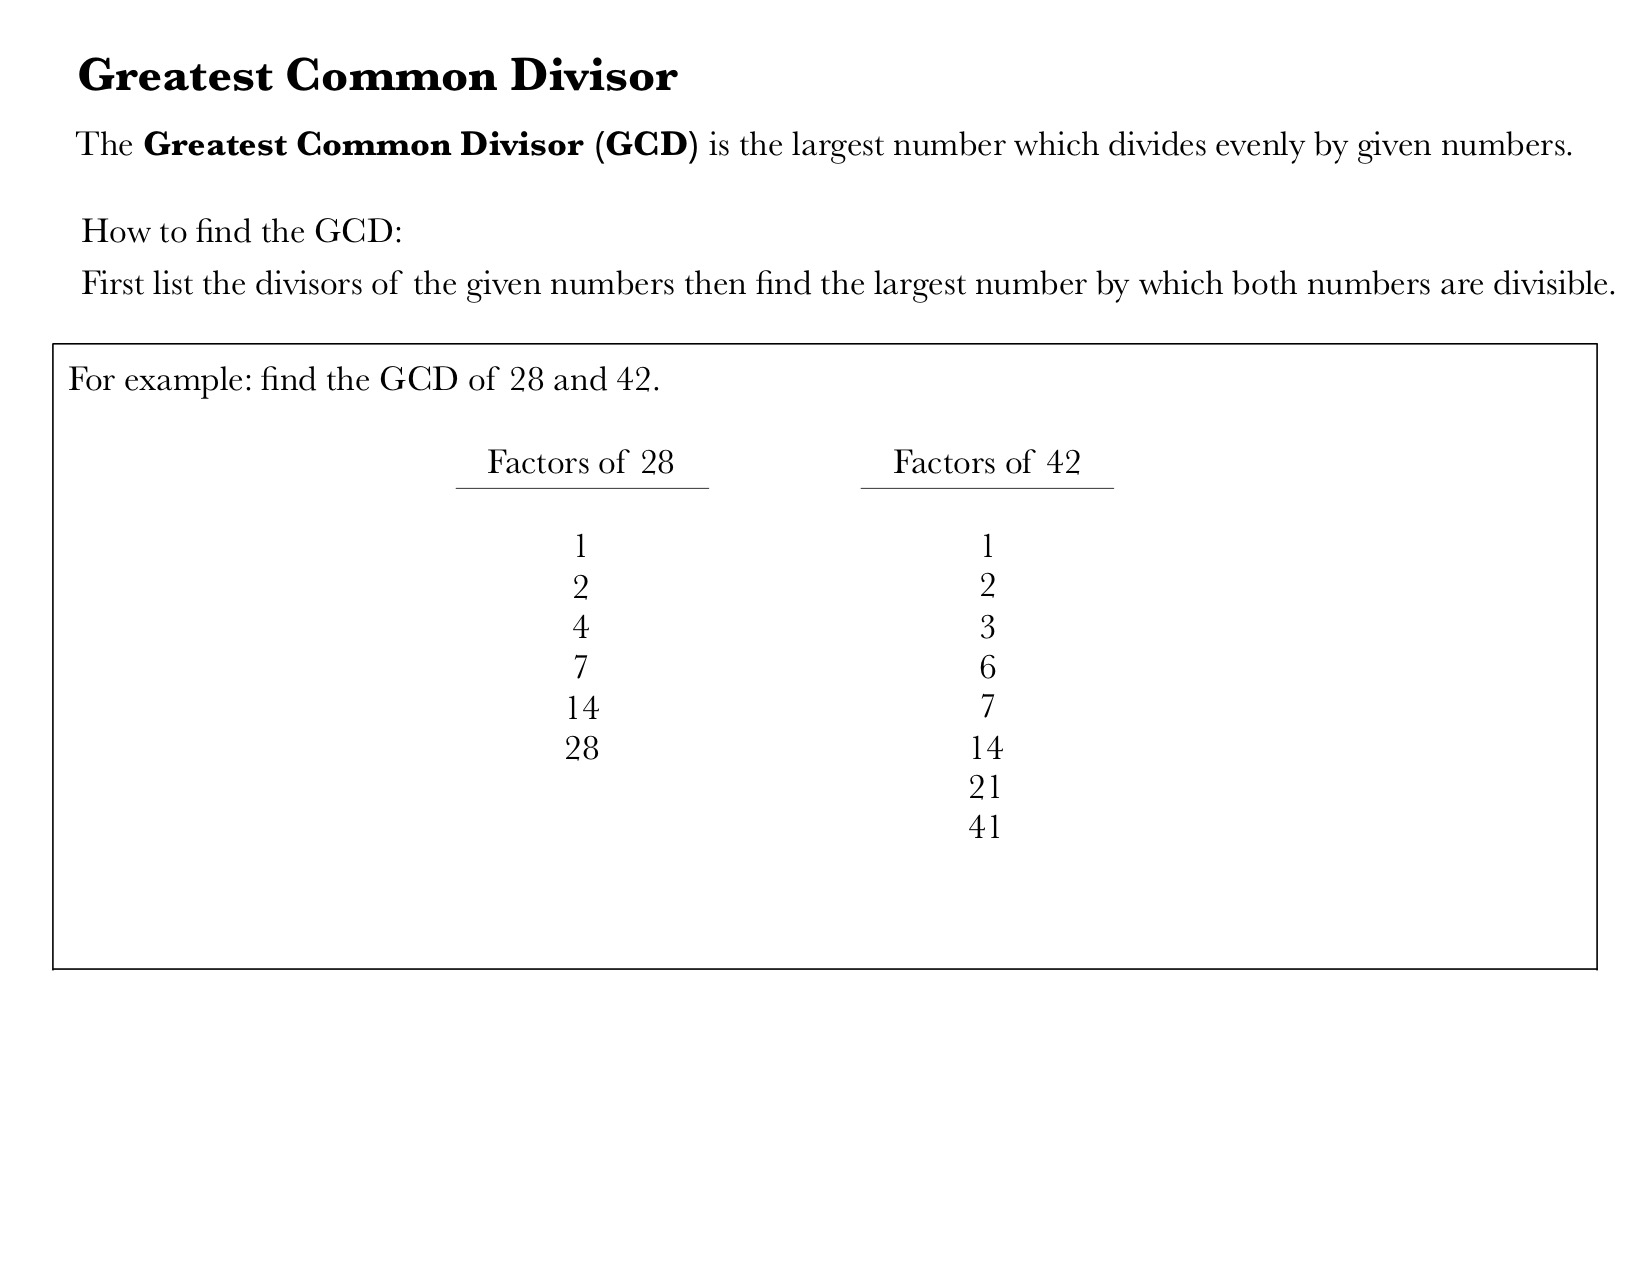 Greatest Common Divisor
The Greatest Common Divisor (GCD) is the largest number which divides evenly by given numbers.
How to find the GCD:
First list the divisors of the given numbers then find the largest number by which both numbers are divisible.
For example: find the GCD of 28 and 42.
Factors of 28 Factors of 42
1 1
2 2
4 3
7 6
14 7
28 14
21
41